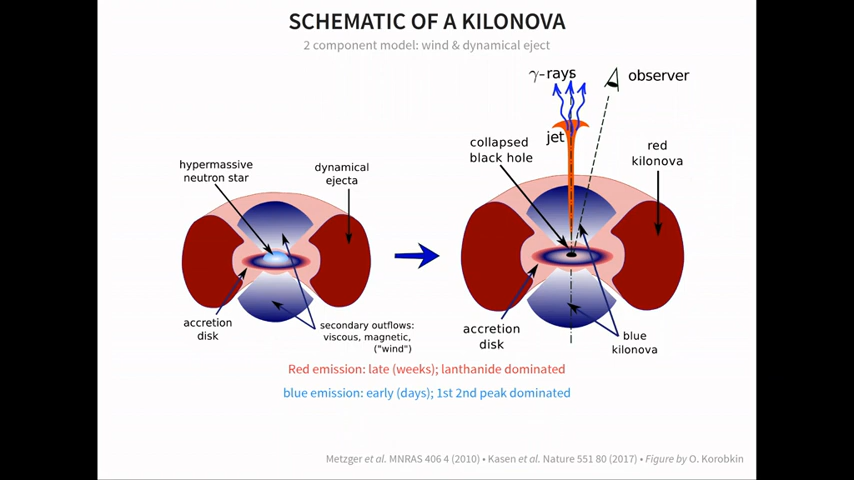 SCHEMATIC OF A KILONOVA
2 component model: wind & dynamical eject
γ-rays
observer
jet
collapsed
black hole
red
kilonova
hypermassive
neutron star
dynamical
ejecta
accretion
disk
secondary outflows:
viscous, magnetic,
("wind")
accretion
disk
blue
kilonova
Red emission: late (weeks); lanthanide dominated
blue emission: early (days); 1st 2nd peak dominated
Metzger et al. MNRAS 406 4 (2010) • Kasen et al. Nature 551 80 (2017) • Figure by O. Korobkin